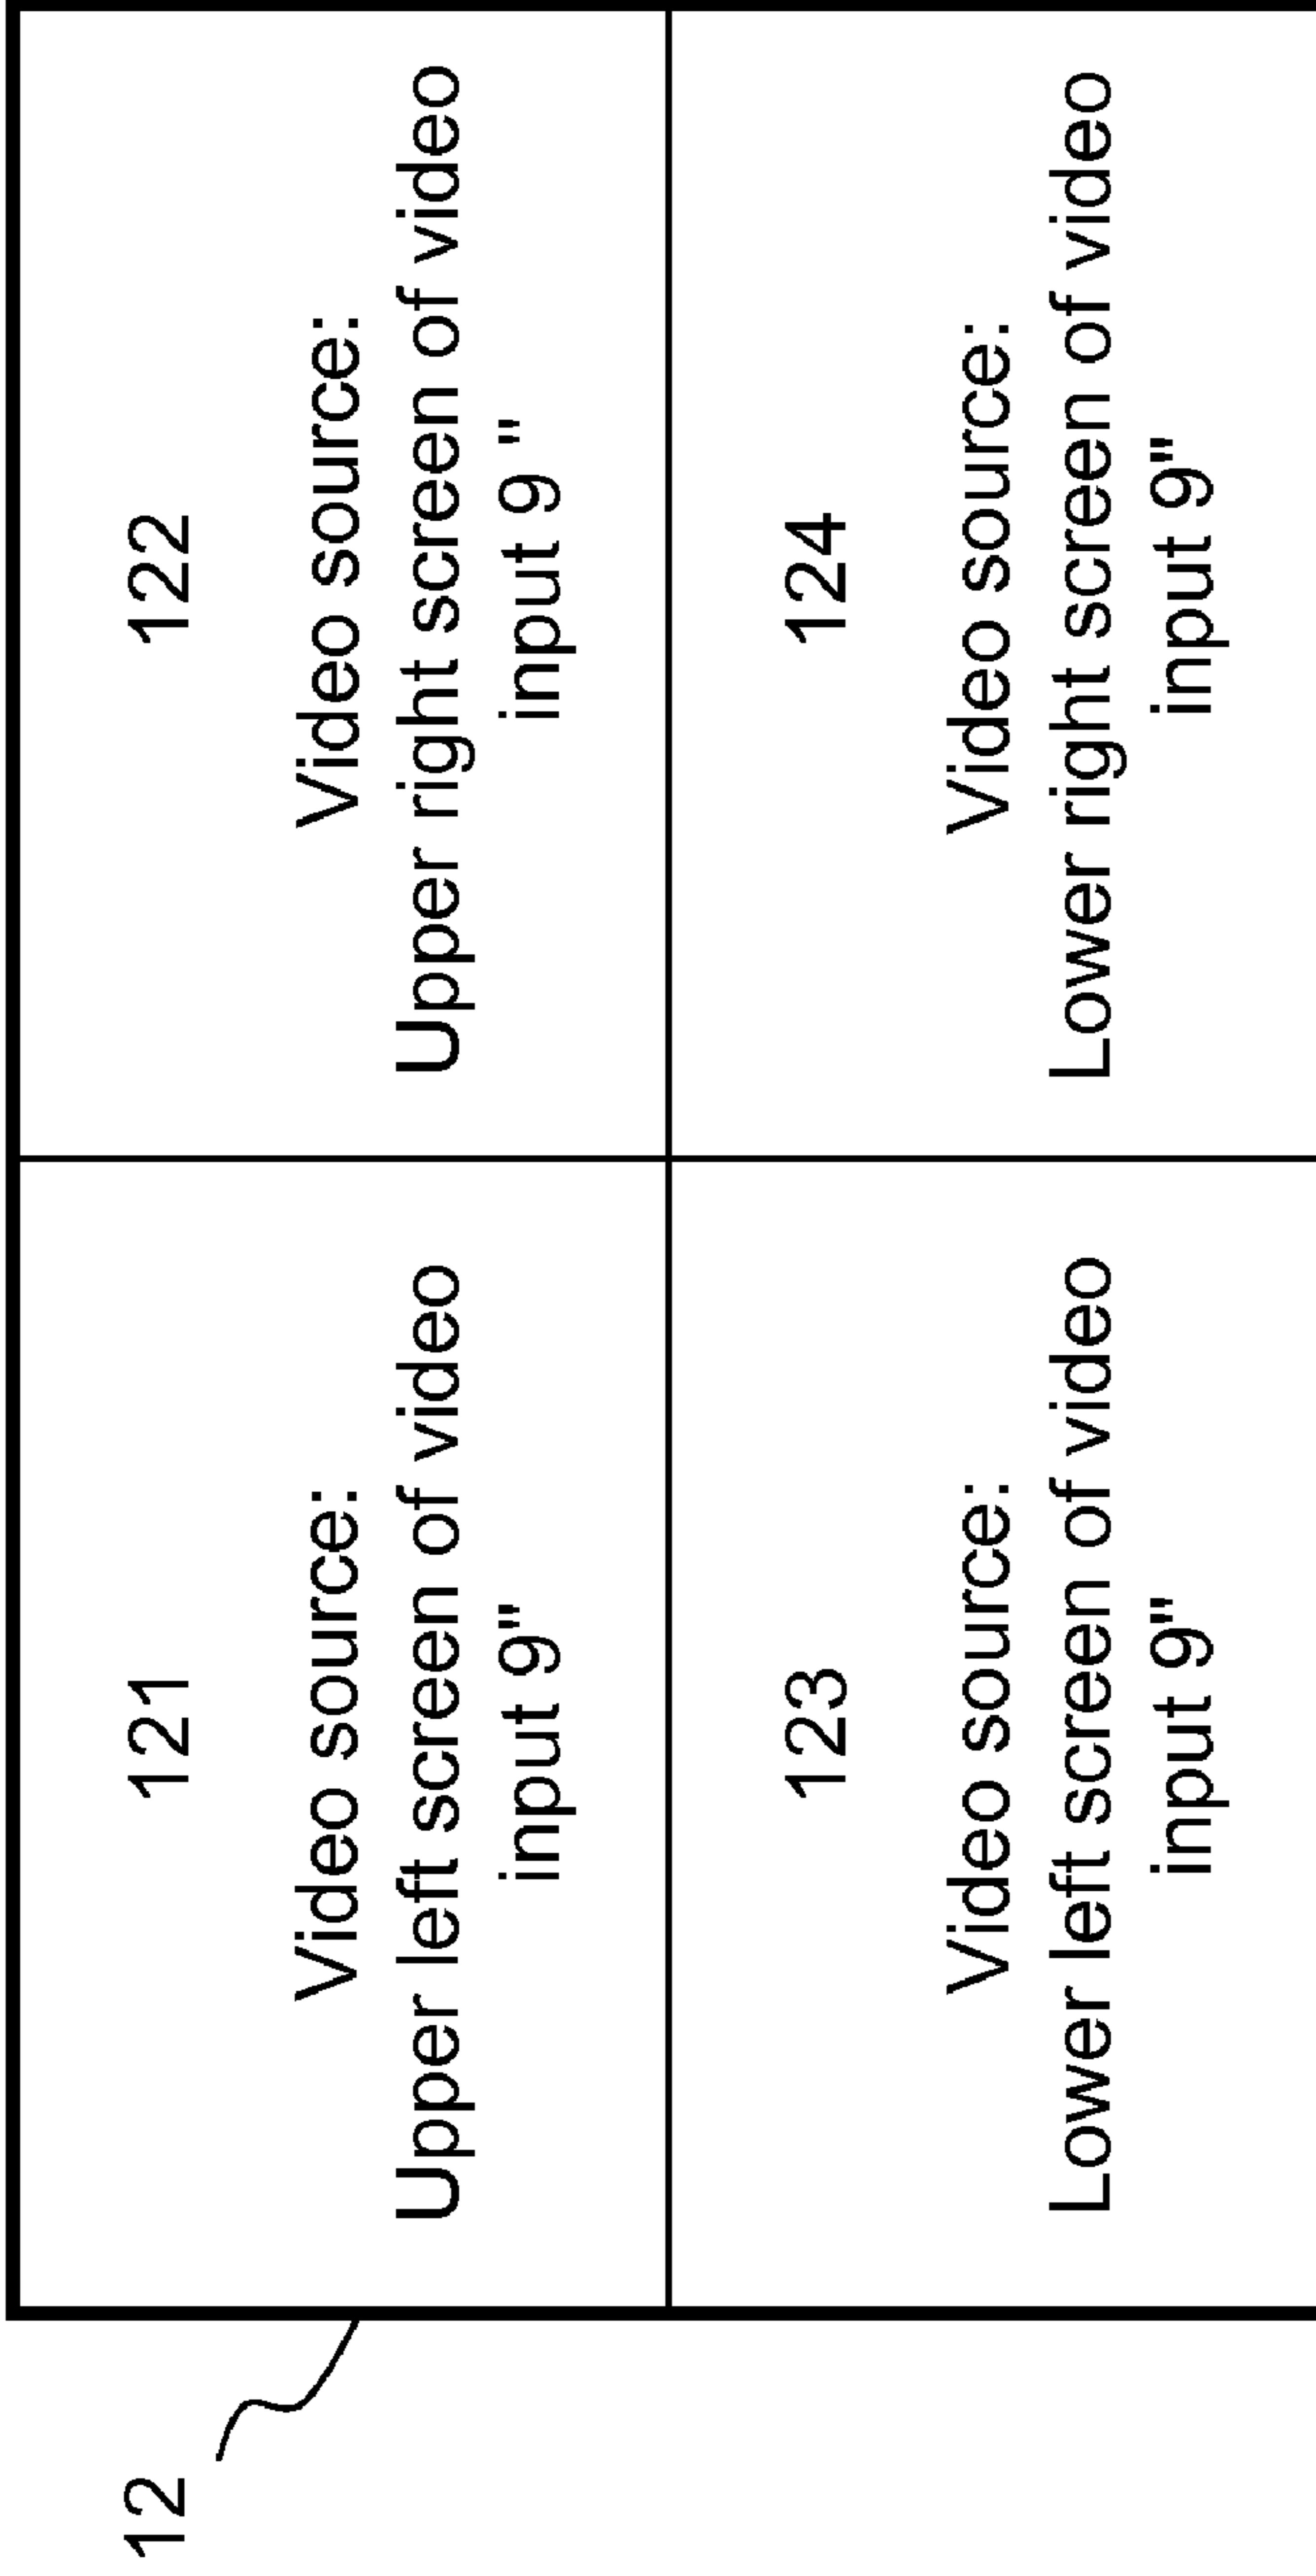 12
121
Video source:
Upper left screen of video
input 9"
122
Video source:
Upper right screen of video
input 9 "
123
Video source:
Lower left screen of video
input 9"
124
Video source:
Lower right screen of video
input 9"